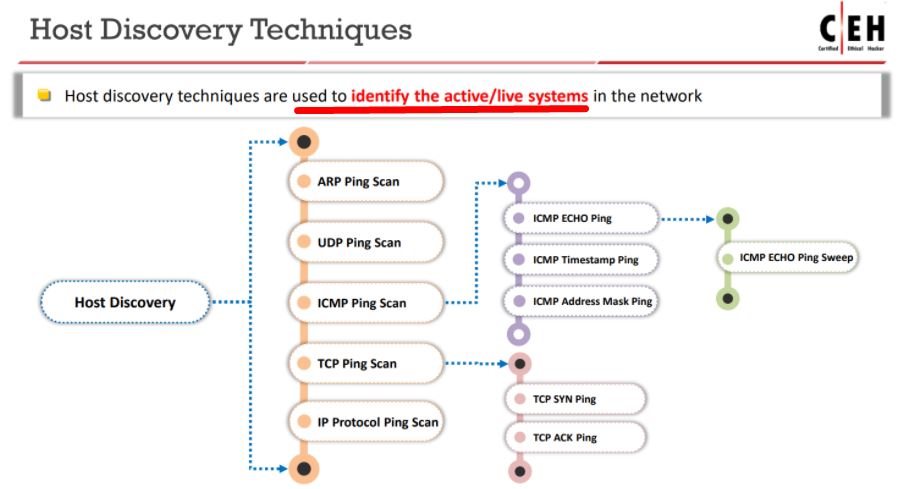 Host Discovery Techniques
C|EH
Certified Ethical Hacker
Host discovery techniques are used to identify the active/live systems in the network
ARP Ping Scan
UDP Ping Scan
Host Discovery
ICMP Ping Scan
TCP Ping Scan
IP Protocol Ping Scan
ICMP ECHO Ping
ICMP Timestamp Ping
ICMP Address Mask Ping
ICMP ECHO Ping Sweep
TCP SYN Ping
TCP ACK Ping